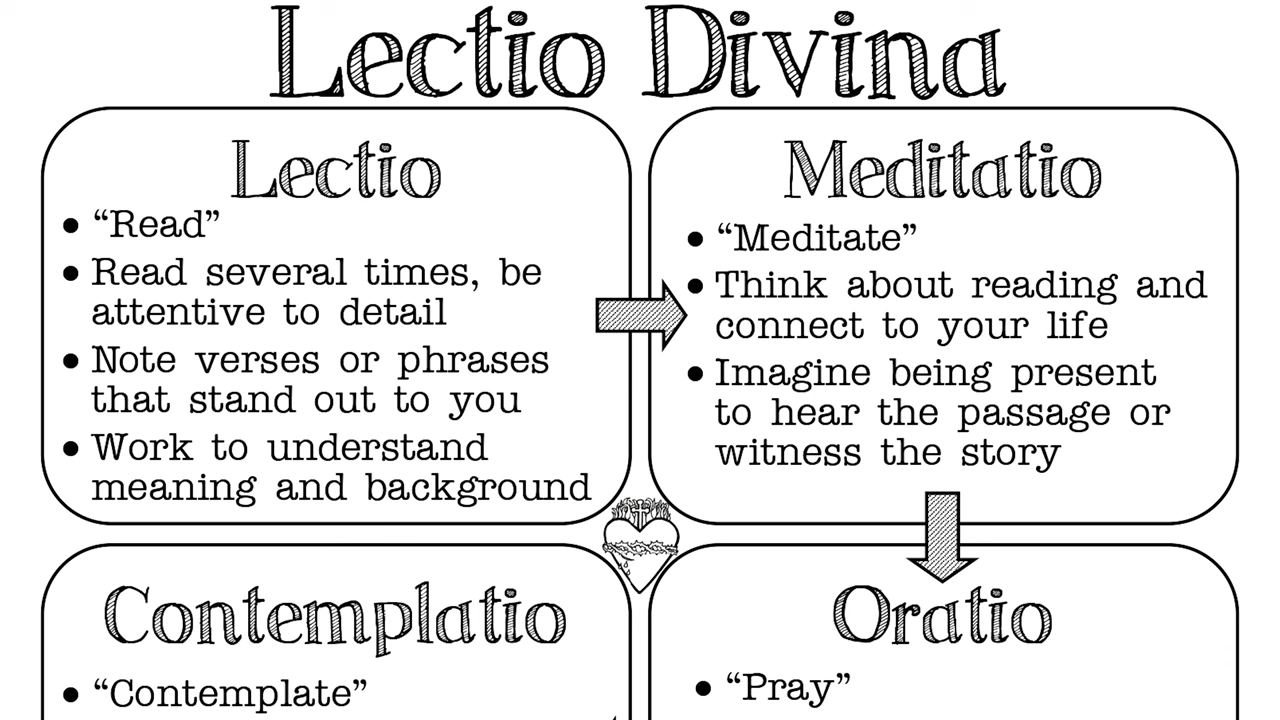 Lectio Divina
Lectio
• “Read”
• Read several times, be
attentive to detail
• Note verses or phrases
that stand out to you
• Work to understand
meaning and background
Meditatio
• “Meditate”
• Think about reading and
connect to your life
• Imagine being present
to hear the passage or
witness the story
Contemplatio
• “Contemplate”
Oratio
• “Pray”